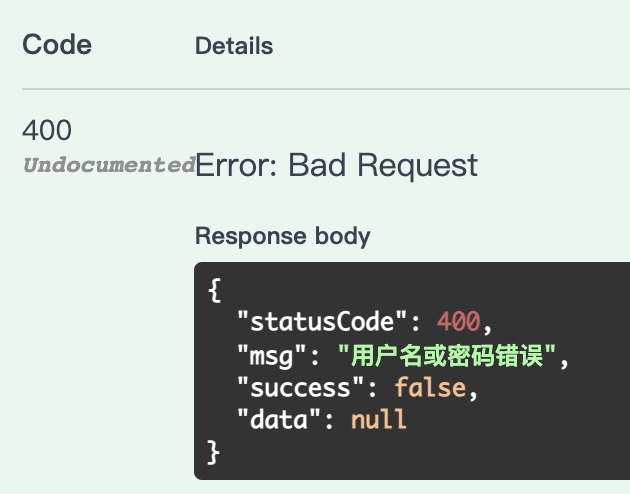 Code Details
400
Undocumented Error: Bad Request
Response body
{
  "statusCode": 400,
  "msg": "用户名或密码错误",
  "success": false,
  "data": null
}